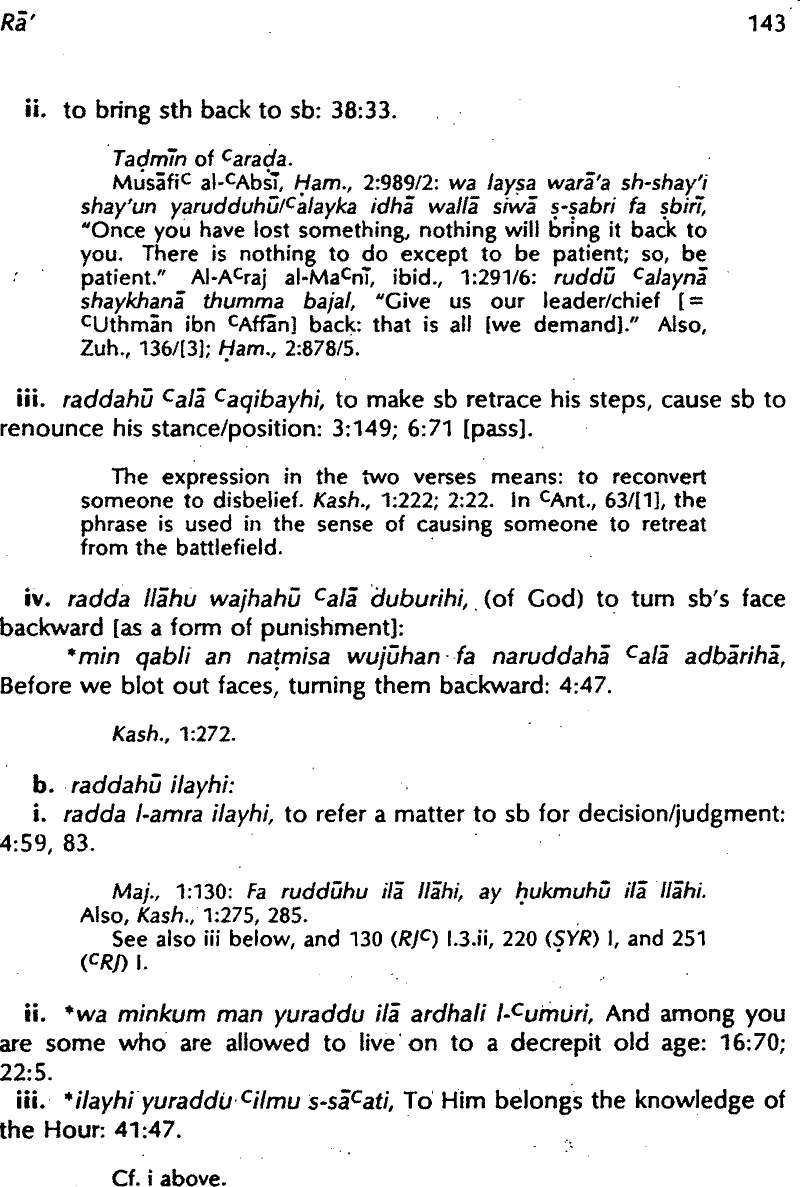 Rā’ 143
ii. to bring sth back to sb: 38:33.
Taḍmīn of ᶜaraḍa.
Musāfiᶜ al-ᶜAbsī, Ḥam., 2:989/2: wa laysa warā'a sh-shay'i
shay'un yarudduhū/ᶜalayka idhā wallā siwā ṣ-ṣabri fa ṣbirī,
“Once you have lost something, nothing will bring it back to
you. There is nothing to do except to be patient; so, be
patient.” Al-Aᶜraj al-Maᶜnī, ibid., 1:291/6: ruddū ᶜalaynā
shaykhanā thumma bajal, “Give us our leader/chief [=
ᶜUthmān ibn ᶜAffān] back: that is all [we demand].” Also,
Zuh., 136/[3]; Ḥam., 2:878/5.
iii. raddahū ᶜalā ᶜaqibayhi, to make sb retrace his steps, cause sb to
renounce his stance/position: 3:149; 6:71 [pass].
The expression in the two verses means: to reconvert
someone to disbelief. Kash., 1:222; 2:22. In ᶜAnt., 63/[1], the
phrase is used in the sense of causing someone to retreat
from the battlefield.
iv. radda llāhu wajhahū ᶜalā duburihi, (of God) to turn sb's face
backward [as a form of punishment]:
*min qabli an naṭmisa wujūhan fa naruddahā ᶜalā adbārihā,
Before we blot out faces, turning them backward: 4:47.
Kash., 1:272.
b. raddahū ilayhi:
i. radda l-amra ilayhi, to refer a matter to sb for decision/judgment:
4:59, 83.
Maj., 1:130: Fa ruddūhu ilā llāhi, ay ḥukmuhū ilā llāhi.
Also, Kash., 1:275, 285.
See also iii below, and 130 (RJᶜ) I.3.ii, 220 (ṢYR) I, and 251
(ᶜRJ) I.
ii. *wa minkum man yuraddu ilā ardhali l-ᶜumuri, And among you
are some who are allowed to live on to a decrepit old age: 16:70;
22:5.
iii. *ilayhi yuraddu ᶜilmu s-sāᶜati, To Him belongs the knowledge of
the Hour: 41:47.
Cf. i above.